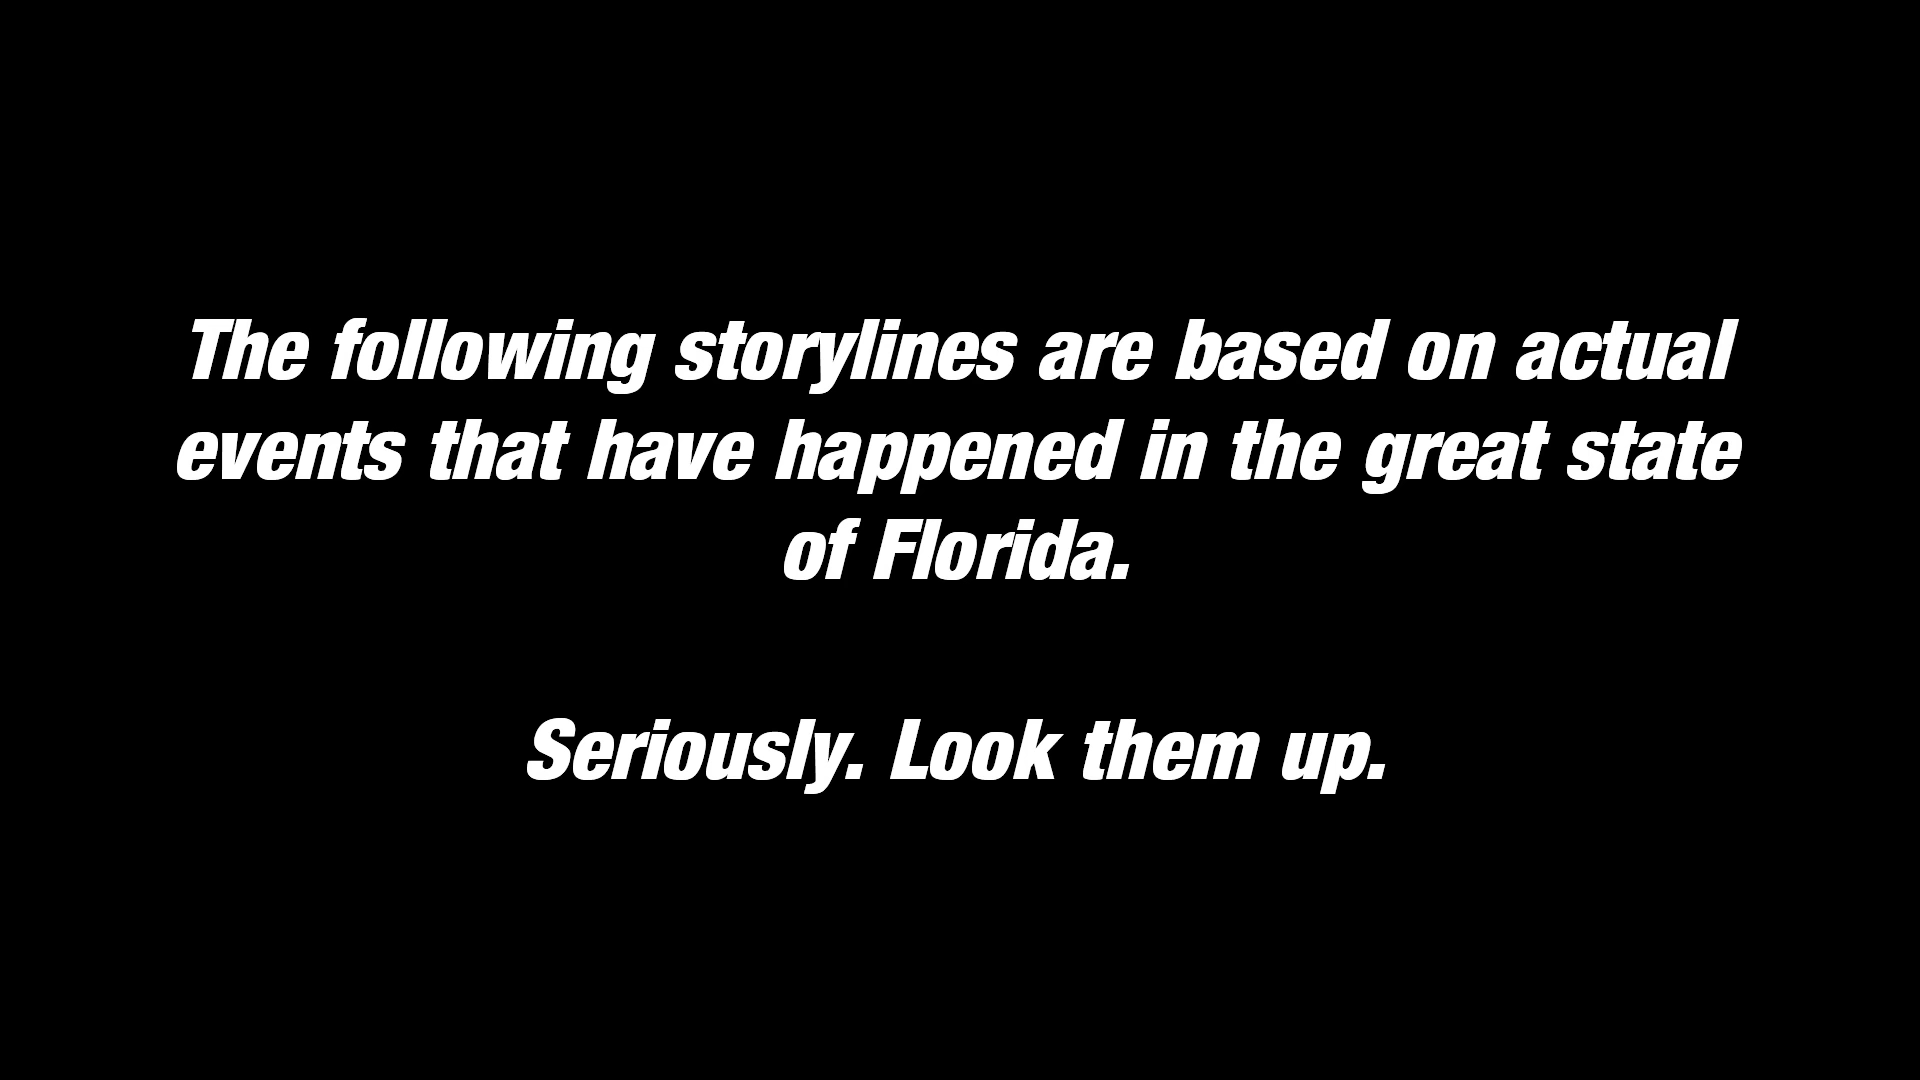 The following storylines are based on actual
events that have happened in the great state
of Florida.
Seriously. Look them up.